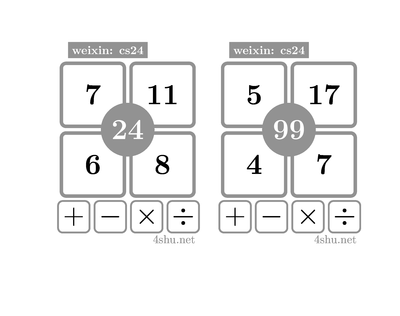 weixin: cs24
7 11
24
6 8
+ − × ÷
4shu.net
weixin: cs24
5 17
99
4 7
+ − × ÷
4shu.net